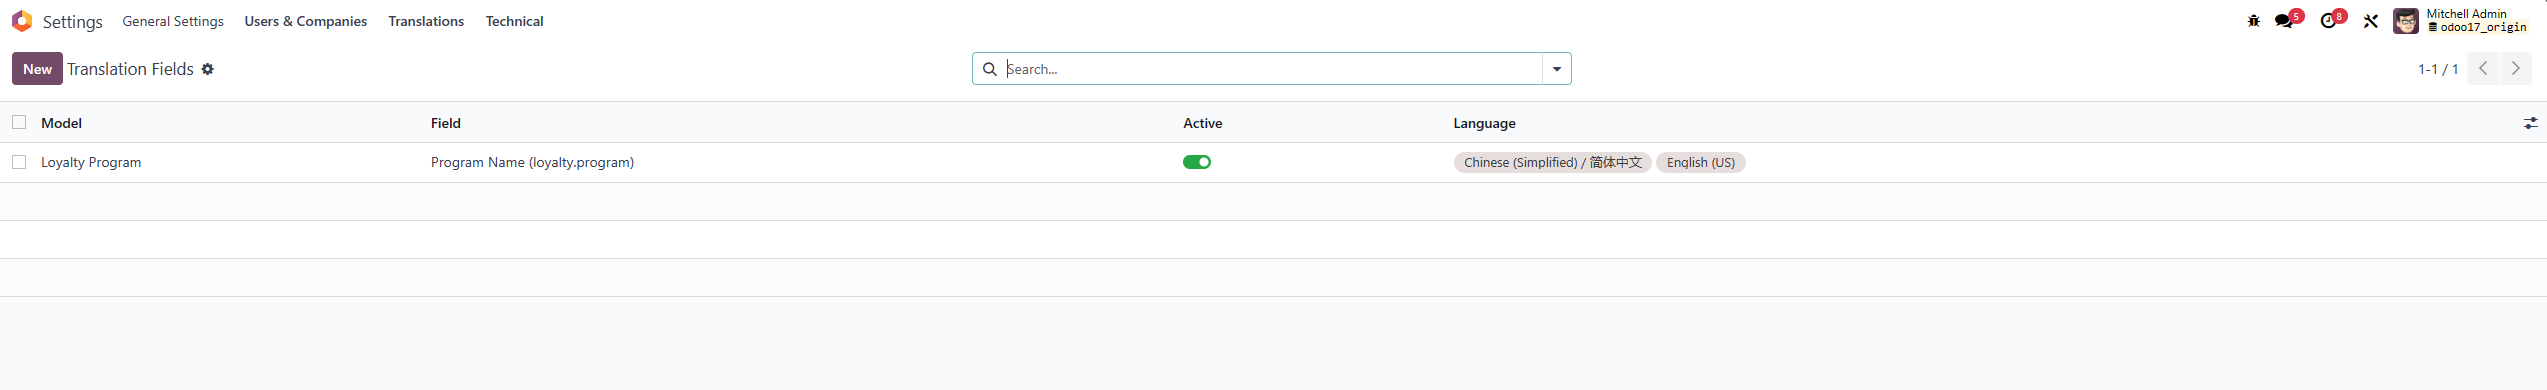 Settings General Settings Users & Companies Translations Technical 5 8 Mitchell Admin
odoo17_origin
New Translation Fields Search... 1-1 / 1
Model Field Active Language
Loyalty Program Program Name (loyalty.program) Chinese (Simplified) / 简体中文 English (US)